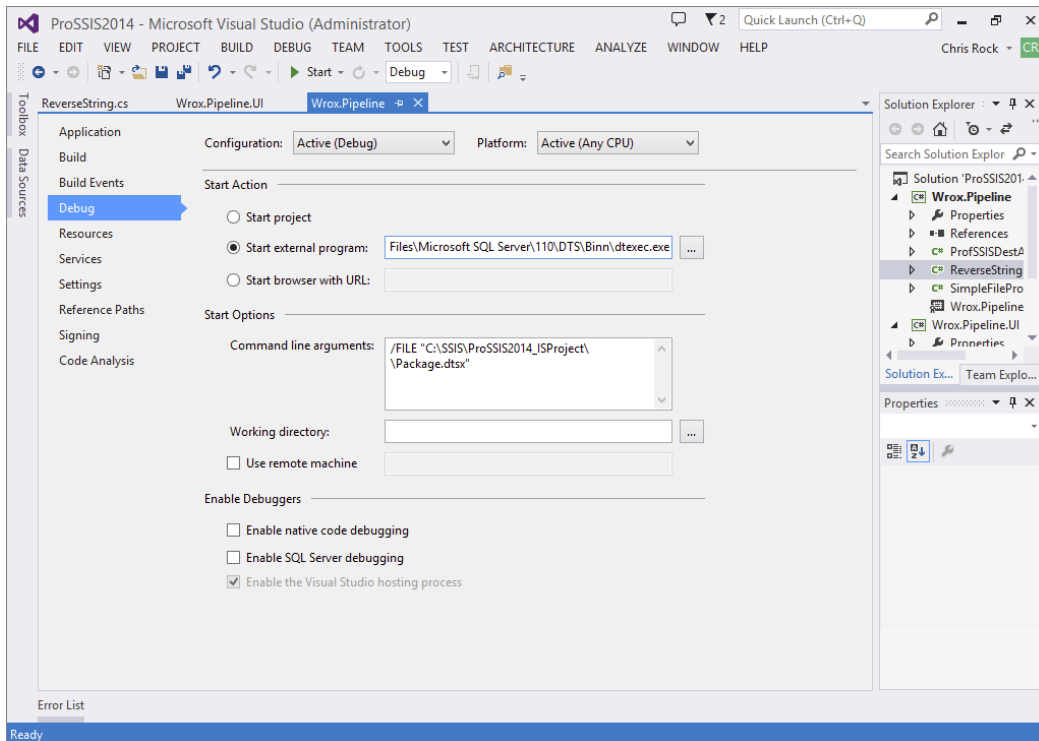 ProSSIS2014 - Microsoft Visual Studio (Administrator)
2
Quick Launch (Ctrl+Q)
FILE EDIT VIEW PROJECT BUILD DEBUG TEAM TOOLS TEST ARCHITECTURE ANALYZE WINDOW HELP
Chris Rock
CR
Start
Debug
Toolbox
Data Sources
ReverseString.cs
Wrox.Pipeline.UI
Wrox.Pipeline
Application
Build
Build Events
Debug
Resources
Services
Settings
Reference Paths
Signing
Code Analysis
Configuration: Active (Debug)
Platform: Active (Any CPU)
Start Action
Start project
Start external program: Files\Microsoft SQL Server\110\DTS\Binn\dtexec.exe ...
Start browser with URL:
Start Options
Command line arguments: /FILE "C:\SSIS\ProSSIS2014_ISProject\
\Package.dtsx"
Working directory: ...
Use remote machine
Enable Debuggers
Enable native code debugging
Enable SQL Server debugging
Enable the Visual Studio hosting process
Solution Explorer
Search Solution Explor
Solution 'ProSSIS201
C# Wrox.Pipeline
Properties
References
C# ProfSSISDestA
C# ReverseString
C# SimpleFilePro
Wrox.Pipeline
C# Wrox.Pipeline.UI
Properties
Solution Ex... Team Explo...
Properties
Error List
Ready